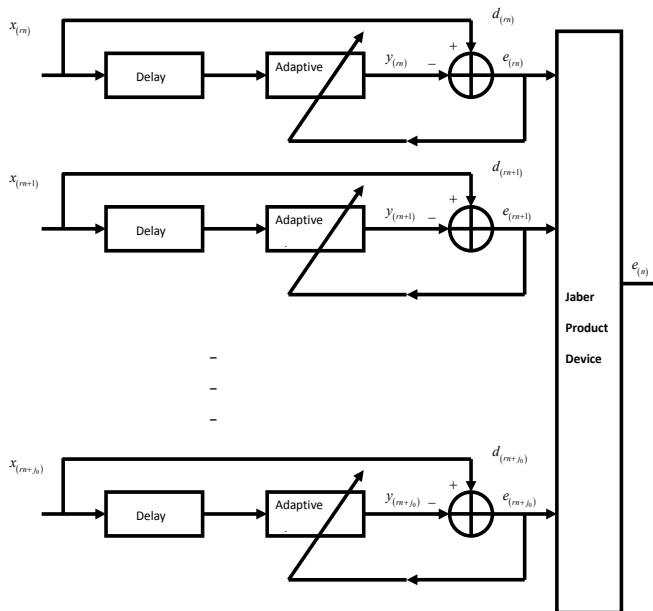 x(rn) d(rn)
+ y(rn) − e(rn)
Delay Adaptive
x(rn+1) d(rn+1)
+ y(rn+1) − e(rn+1)
Delay Adaptive
e(n)
Jaber
Product
Device
x(rn+j0) d(rn+j0)
+ y(rn+j0) − e(rn+j0)
Delay Adaptive